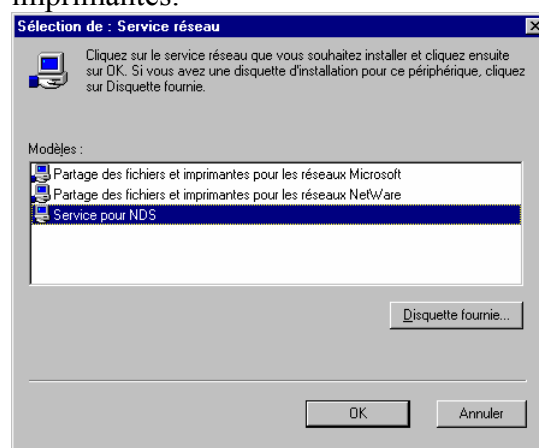 imprimantes.
Sélection de : Service réseau
Cliquez sur le service réseau que vous souhaitez installer et cliquez ensuite
sur OK. Si vous avez une disquette d'installation pour ce périphérique, cliquez
sur Disquette fournie.
Modèles :
Partage des fichiers et imprimantes pour les réseaux Microsoft
Partage des fichiers et imprimantes pour les réseaux NetWare
Service pour NDS
Disquette fournie...
OK
Annuler